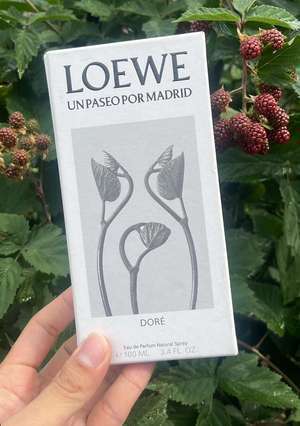 LOEWE
UN PASEO POR MADRID
DORÉ
Eau de Parfum Natural Spray
100 ML 3.4 FL. OZ